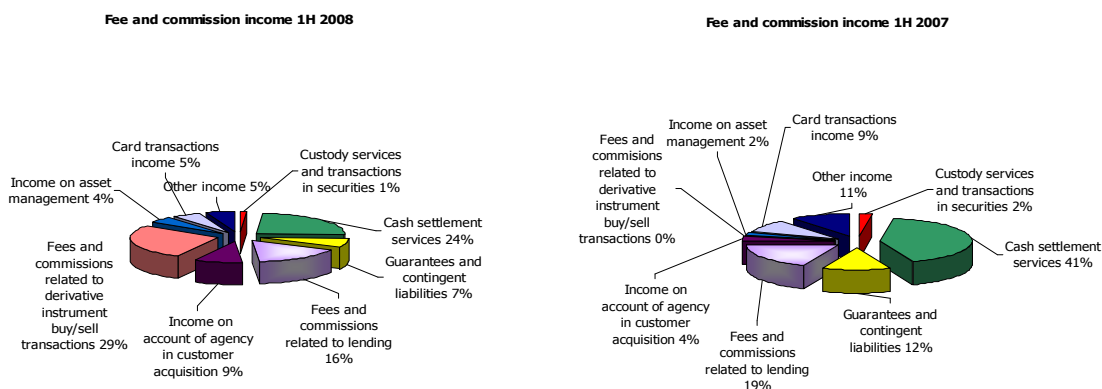 Fee and commission income 1H 2008
Card transactions
income 5%
Custody services
and transactions
in securities 1%
Income on asset
management 4%
Other income 5%
Cash settlement
services 24%
Fees and
commissions
related to
derivative
instrument
buy/sell
transactions 29%
Guarantees and
contingent
liabilities 7%
Income on
account of agency
in customer
acquisition 9%
Fees and
commissions
related to lending
16%
Fee and commission income 1H 2007
Fees and
commisions
related to
derivative
instrument
buy/sell
transactions 0%
Income on asset
management 2%
Card transactions
income 9%
Other income
11%
Custody services
and transactions
in securities 2%
Cash settlement
services 41%
Income on
account of agency
in customer
acquisition 4%
Fees and
commissions
related to lending
19%
Guarantees and
contingent
liabilities 12%